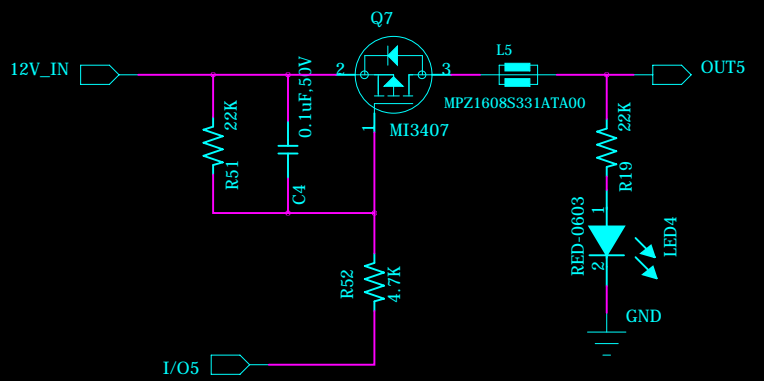 Q7
12V_IN
2
3
L5
OUT5
MPZ1608S331ATA00
MI3407
1
22K
R51
0.1uF,50V
C4
22K
R19
RED-0603
1
2
LED4
R52
4.7K
GND
I/O5